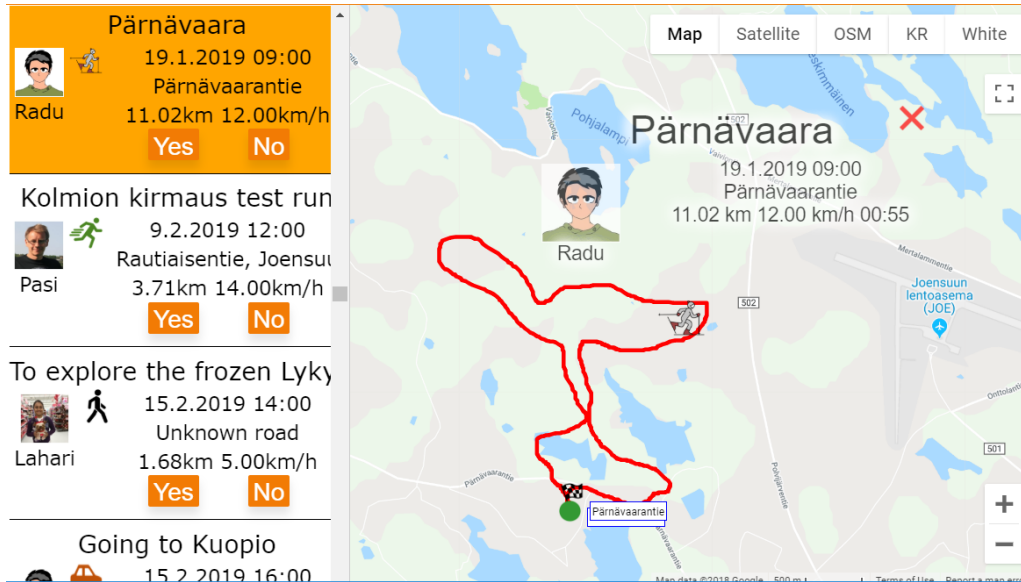 Pärnävaara
19.1.2019 09:00
Pärnävaarantie
Radu
11.02km 12.00km/h
Yes No
Kolmion kirmaus test run
9.2.2019 12:00
Rautiaisentie, Joensuu
Pasi
3.71km 14.00km/h
Yes No
To explore the frozen Lyky
15.2.2019 14:00
Unknown road
Lahari
1.68km 5.00km/h
Yes No
Going to Kuopio
15.2.2019 16:00
Map Satellite OSM KR White
Pohjalampi
502
Pärnävaara
19.1.2019 09:00
Pärnävaarantie
11.02 km 12.00 km/h 00:55
Radu
Mertalammentie
Joensuun
lentoasema
(JOE)
502
Onttolanti
501
Pärnävaarantie
Polvijärventie
Pärnävaarantie
Pärnävaarantie
Map data ©2018 Google 500 m Terms of Use Report a map err